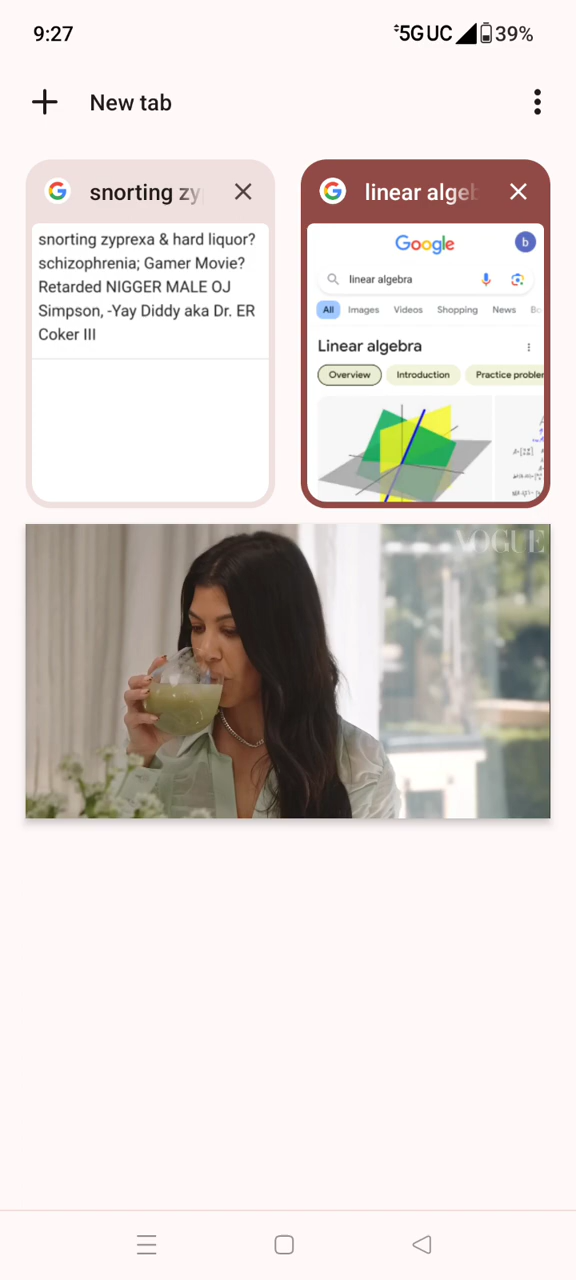 9:27
5G UC 39%
New tab
snorting zy
linear algeb
snorting zyprexa & hard liquor?
schizophrenia; Gamer Movie?
Retarded NIGGER MALE OJ
Simpson, -Yay Diddy aka Dr. ER
Coker III
Google
b
linear algebra
All Images Videos Shopping News Bo
Linear algebra
Overview Introduction Practice probler
VOGUE